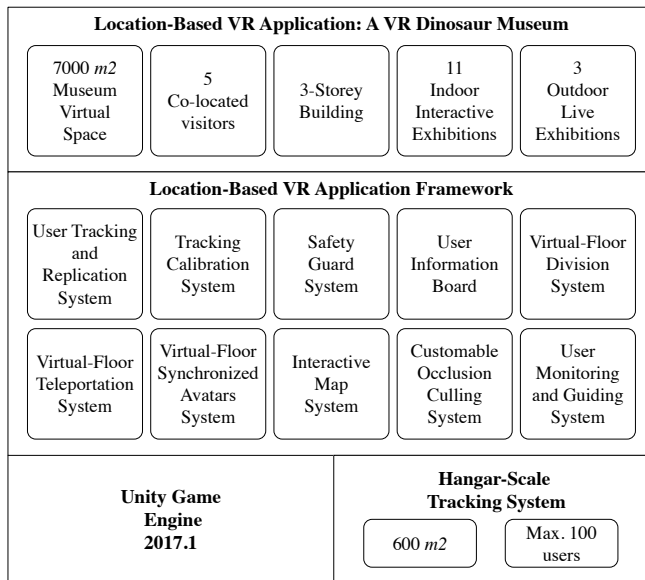 Location-Based VR Application: A VR Dinosaur Museum
7000 m2
Museum
Virtual
Space
5
Co-located
visitors
3-Storey
Building
11
Indoor
Interactive
Exhibitions
3
Outdoor
Live
Exhibitions
Location-Based VR Application Framework
User Tracking
and
Replication
System
Tracking
Calibration
System
Safety
Guard
System
User
Information
Board
Virtual-Floor
Division
System
Virtual-Floor
Teleportation
System
Virtual-Floor
Synchronized
Avatars
System
Interactive
Map
System
Customable
Occlusion
Culling
System
User
Monitoring
and Guiding
System
Unity Game
Engine
2017.1
Hangar-Scale
Tracking System
600 m2
Max. 100
users